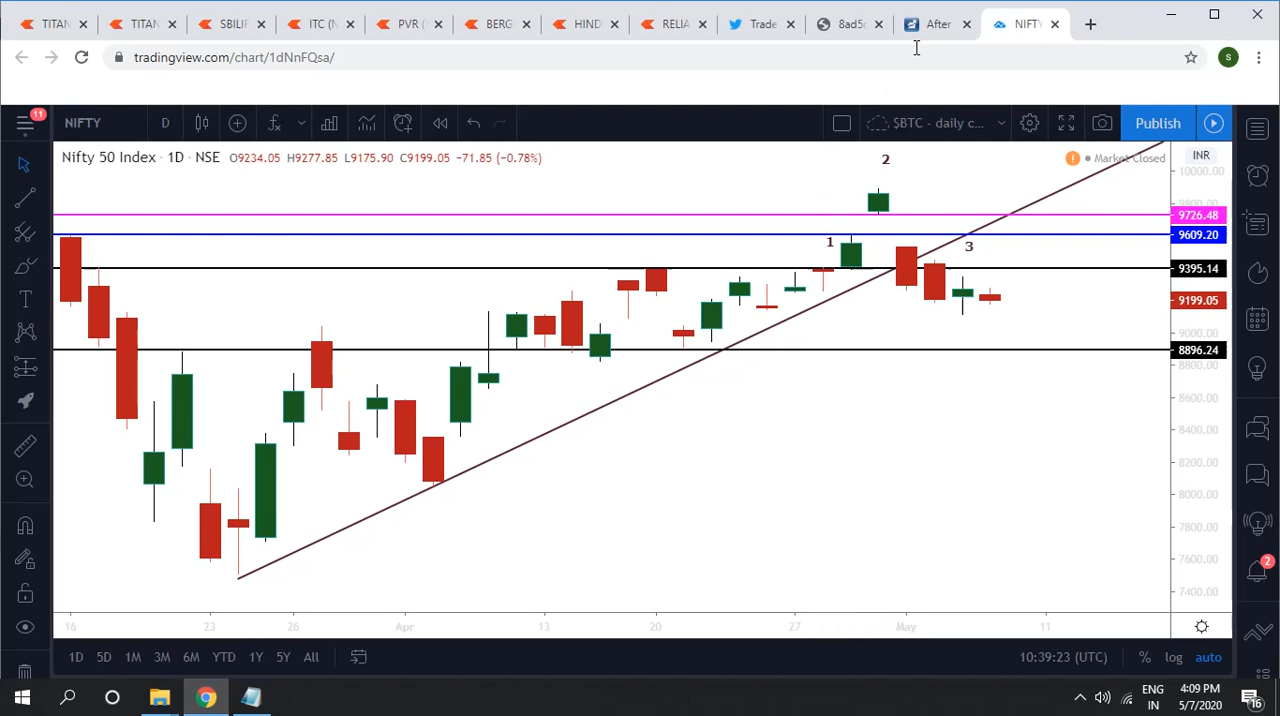 TITAN
TITAN
SBILIF
ITC (N
PVR (
BERG
HIND
RELIA
Trade
8ad5c
After
NIFTY
tradingview.com/chart/1dNnFQsa/
S
11
NIFTY
D
$BTC - daily c...
Publish
Nifty 50 Index · 1D · NSE O9234.05 H9277.85 L9175.90 C9199.05 −71.85 (−0.78%)
Market Closed
INR
2
1
3
10000.00
9800.00
9726.48
9609.20
9395.14
9199.05
9000.00
8896.24
8800.00
8600.00
8400.00
8200.00
8000.00
7800.00
7600.00
7400.00
16
23
26
Apr
13
20
27
May
11
2
1D 5D 1M 3M 6M YTD 1Y 5Y All
10:39:23 (UTC) % log auto
ENG
IN
4:09 PM
5/7/2020
16